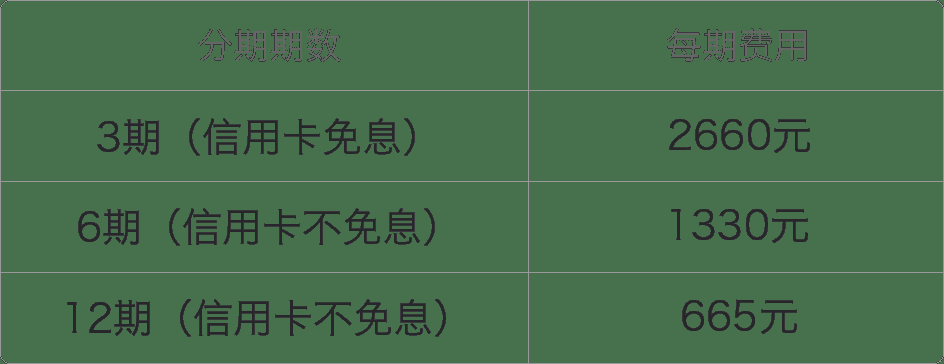 分期期数
每期費用
3期（信用卡免息）
2660元
6期（信用卡不免息）
1330元
12期（信用卡不免息）
665元